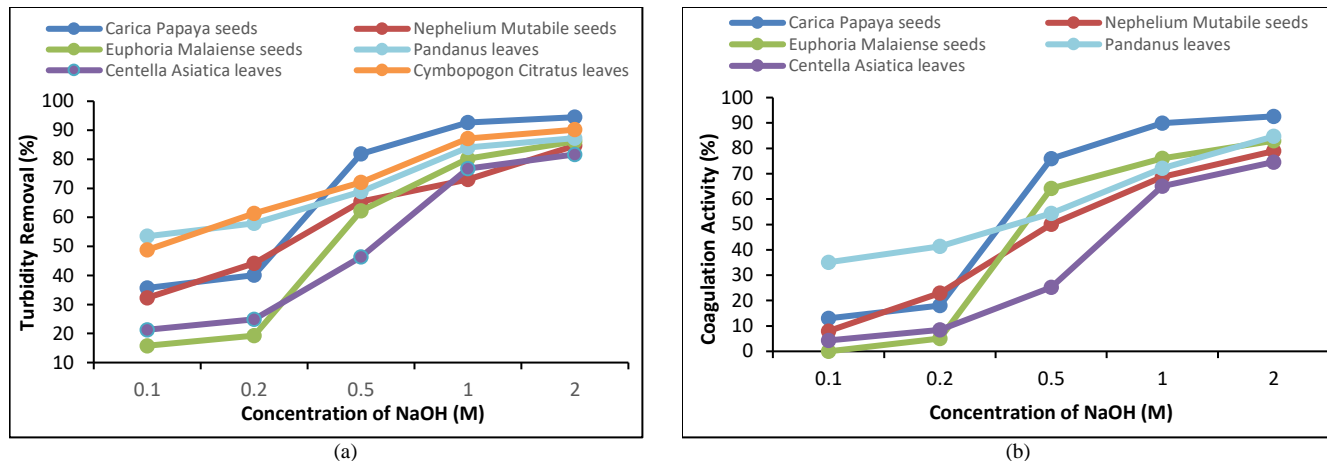 Carica Papaya seeds Nephelium Mutabile seeds
Euphoria Malaiense seeds Pandanus leaves
Centella Asiatica leaves Cymbopogon Citratus leaves
Turbidity Removal (%)
100
90
80
70
60
50
40
30
20
10
0.1 0.2 0.5 1 2
Concentration of NaOH (M)
(a)
Carica Papaya seeds Nephelium Mutabile seeds
Euphoria Malaiense seeds Pandanus leaves
Centella Asiatica leaves
Coagulation Activity (%)
100
90
80
70
60
50
40
30
20
10
0
0.1 0.2 0.5 1 2
Concentration of NaOH (M)
(b)